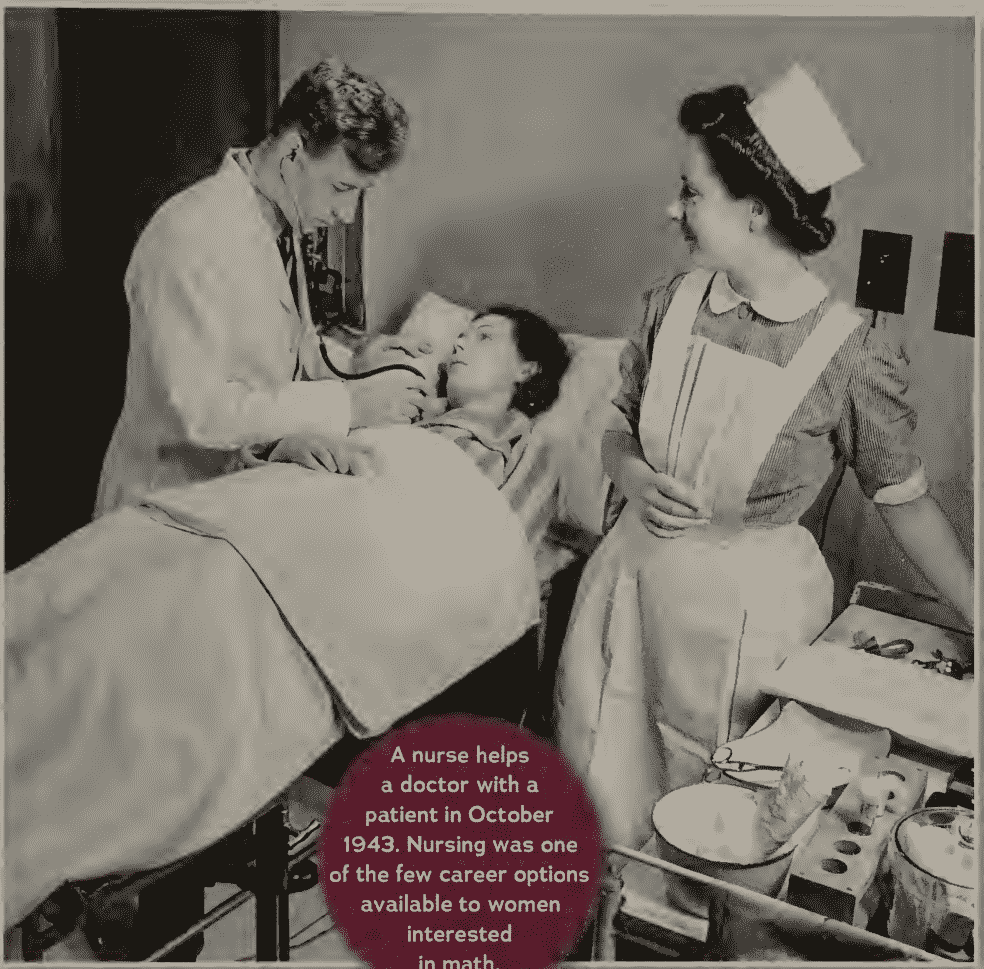 A nurse helps
a doctor with a
patient in October
1943. Nursing was one
of the few career options
available to women
interested
in math.